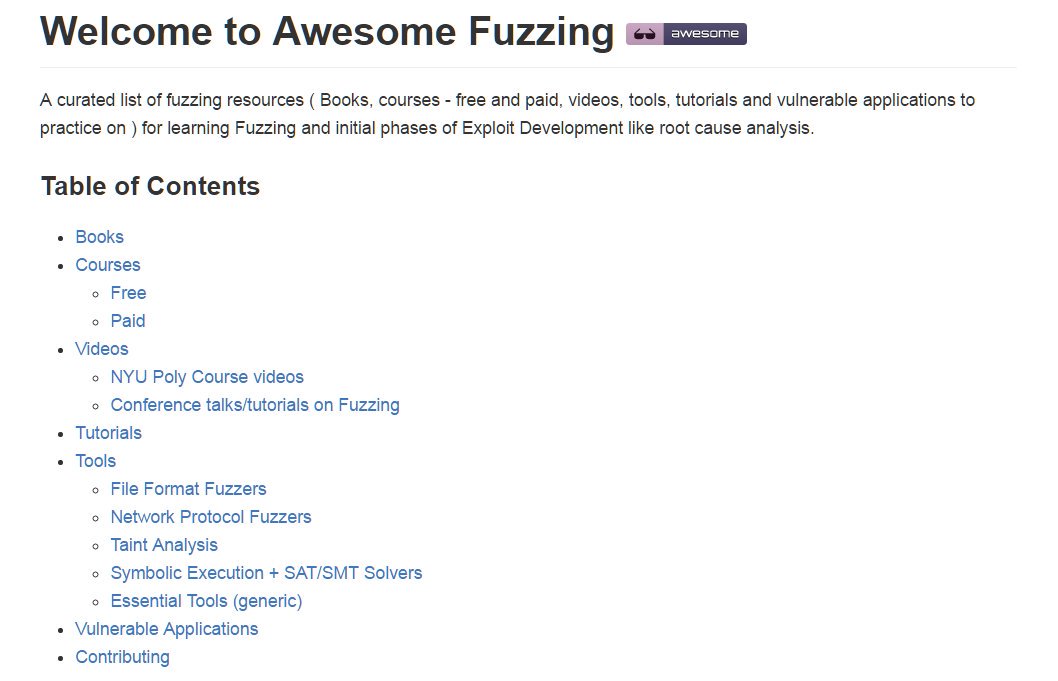 Welcome to Awesome Fuzzing awesome
A curated list of fuzzing resources ( Books, courses - free and paid, videos, tools, tutorials and vulnerable applications to
practice on ) for learning Fuzzing and initial phases of Exploit Development like root cause analysis.
Table of Contents
Books
Courses
Free
Paid
Videos
NYU Poly Course videos
Conference talks/tutorials on Fuzzing
Tutorials
Tools
File Format Fuzzers
Network Protocol Fuzzers
Taint Analysis
Symbolic Execution + SAT/SMT Solvers
Essential Tools (generic)
Vulnerable Applications
Contributing